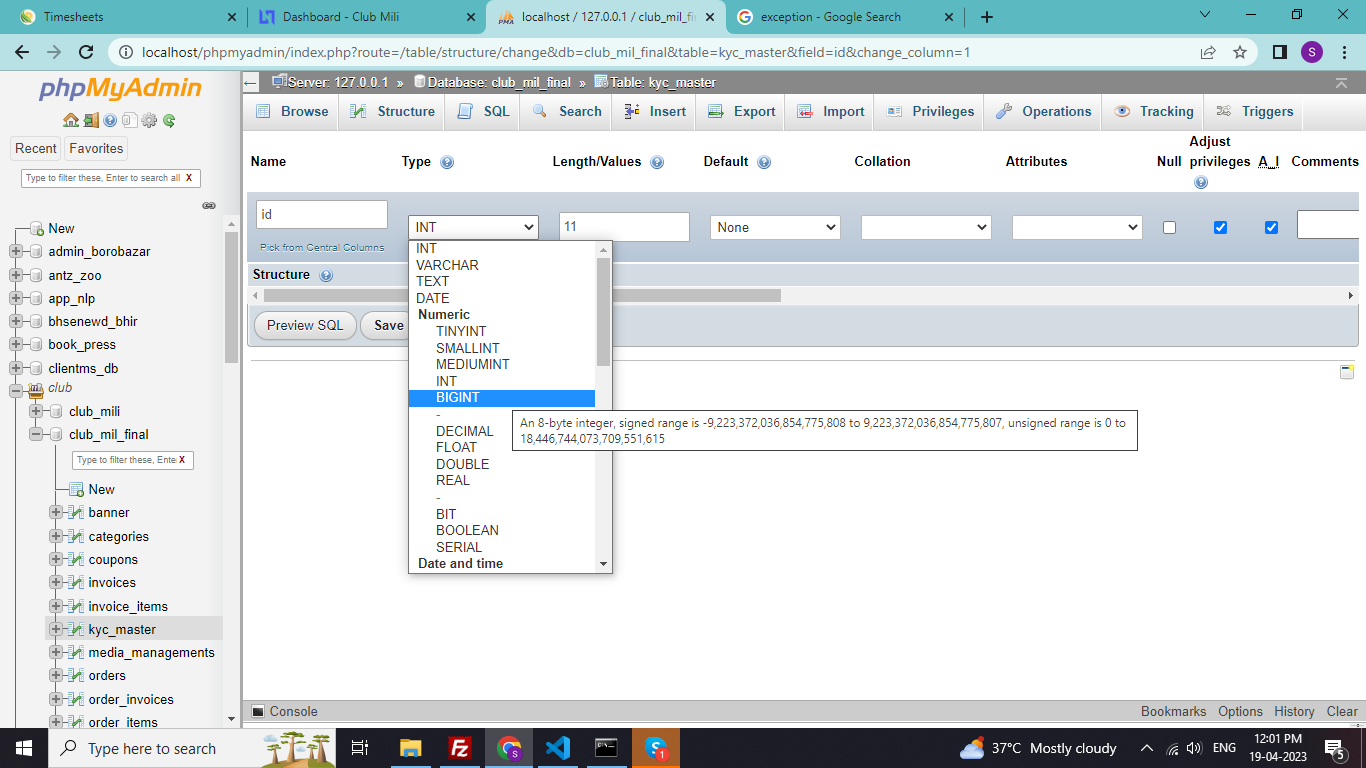 Timesheets
Dashboard - Club Mili
localhost / 127.0.0.1 / club_mil_fi
exception - Google Search
localhost/phpmyadmin/index.php?route=/table/structure/change&db=club_mil_final&table=kyc_master&field=id&change_column=1
S
phpMyAdmin
Recent
Favorites
Type to filter these, Enter to search all X
New
admin_borobazar
antz_zoo
app_nlp
bhsenewd_bhir
book_press
clientms_db
club
club_mili
club_mil_final
Type to filter these, Ente X
New
banner
categories
coupons
invoices
invoice_items
kyc_master
media_managements
orders
order_invoices
order_items
Server: 127.0.0.1 » Database: club_mil_final » Table: kyc_master
Browse
Structure
SQL
Search
Insert
Export
Import
Privileges
Operations
Tracking
Triggers
Name
Type
Length/Values
Default
Collation
Attributes
Null
Adjust
privileges
A_I
Comments
id
Pick from Central Columns
INT
11
None
Structure
Preview SQL
Save
INT
VARCHAR
TEXT
DATE
Numeric
TINYINT
SMALLINT
MEDIUMINT
INT
BIGINT
-
DECIMAL
FLOAT
DOUBLE
REAL
-
BIT
BOOLEAN
SERIAL
Date and time
An 8-byte integer, signed range is -9,223,372,036,854,775,808 to 9,223,372,036,854,775,807, unsigned range is 0 to
18,446,744,073,709,551,615
Console
Bookmarks
Options
History
Clear
Type here to search
1
37°C Mostly cloudy
ENG
12:01 PM
19-04-2023
5